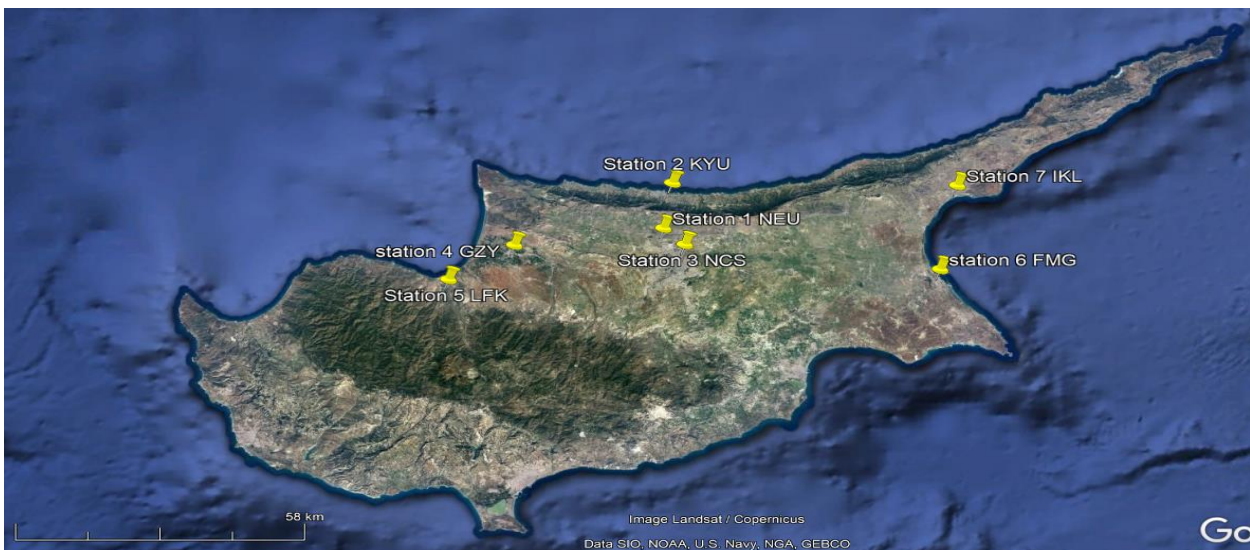 Station 2 KYU
Station 7 IKL
Station 1 NEU
station 4 GZY
Station 3 NCS
station 6 FMG
Station 5 LFK
58 km
Image Landsat / Copernicus
Data SIO, NOAA, U.S. Navy, NGA, GEBCO
Go